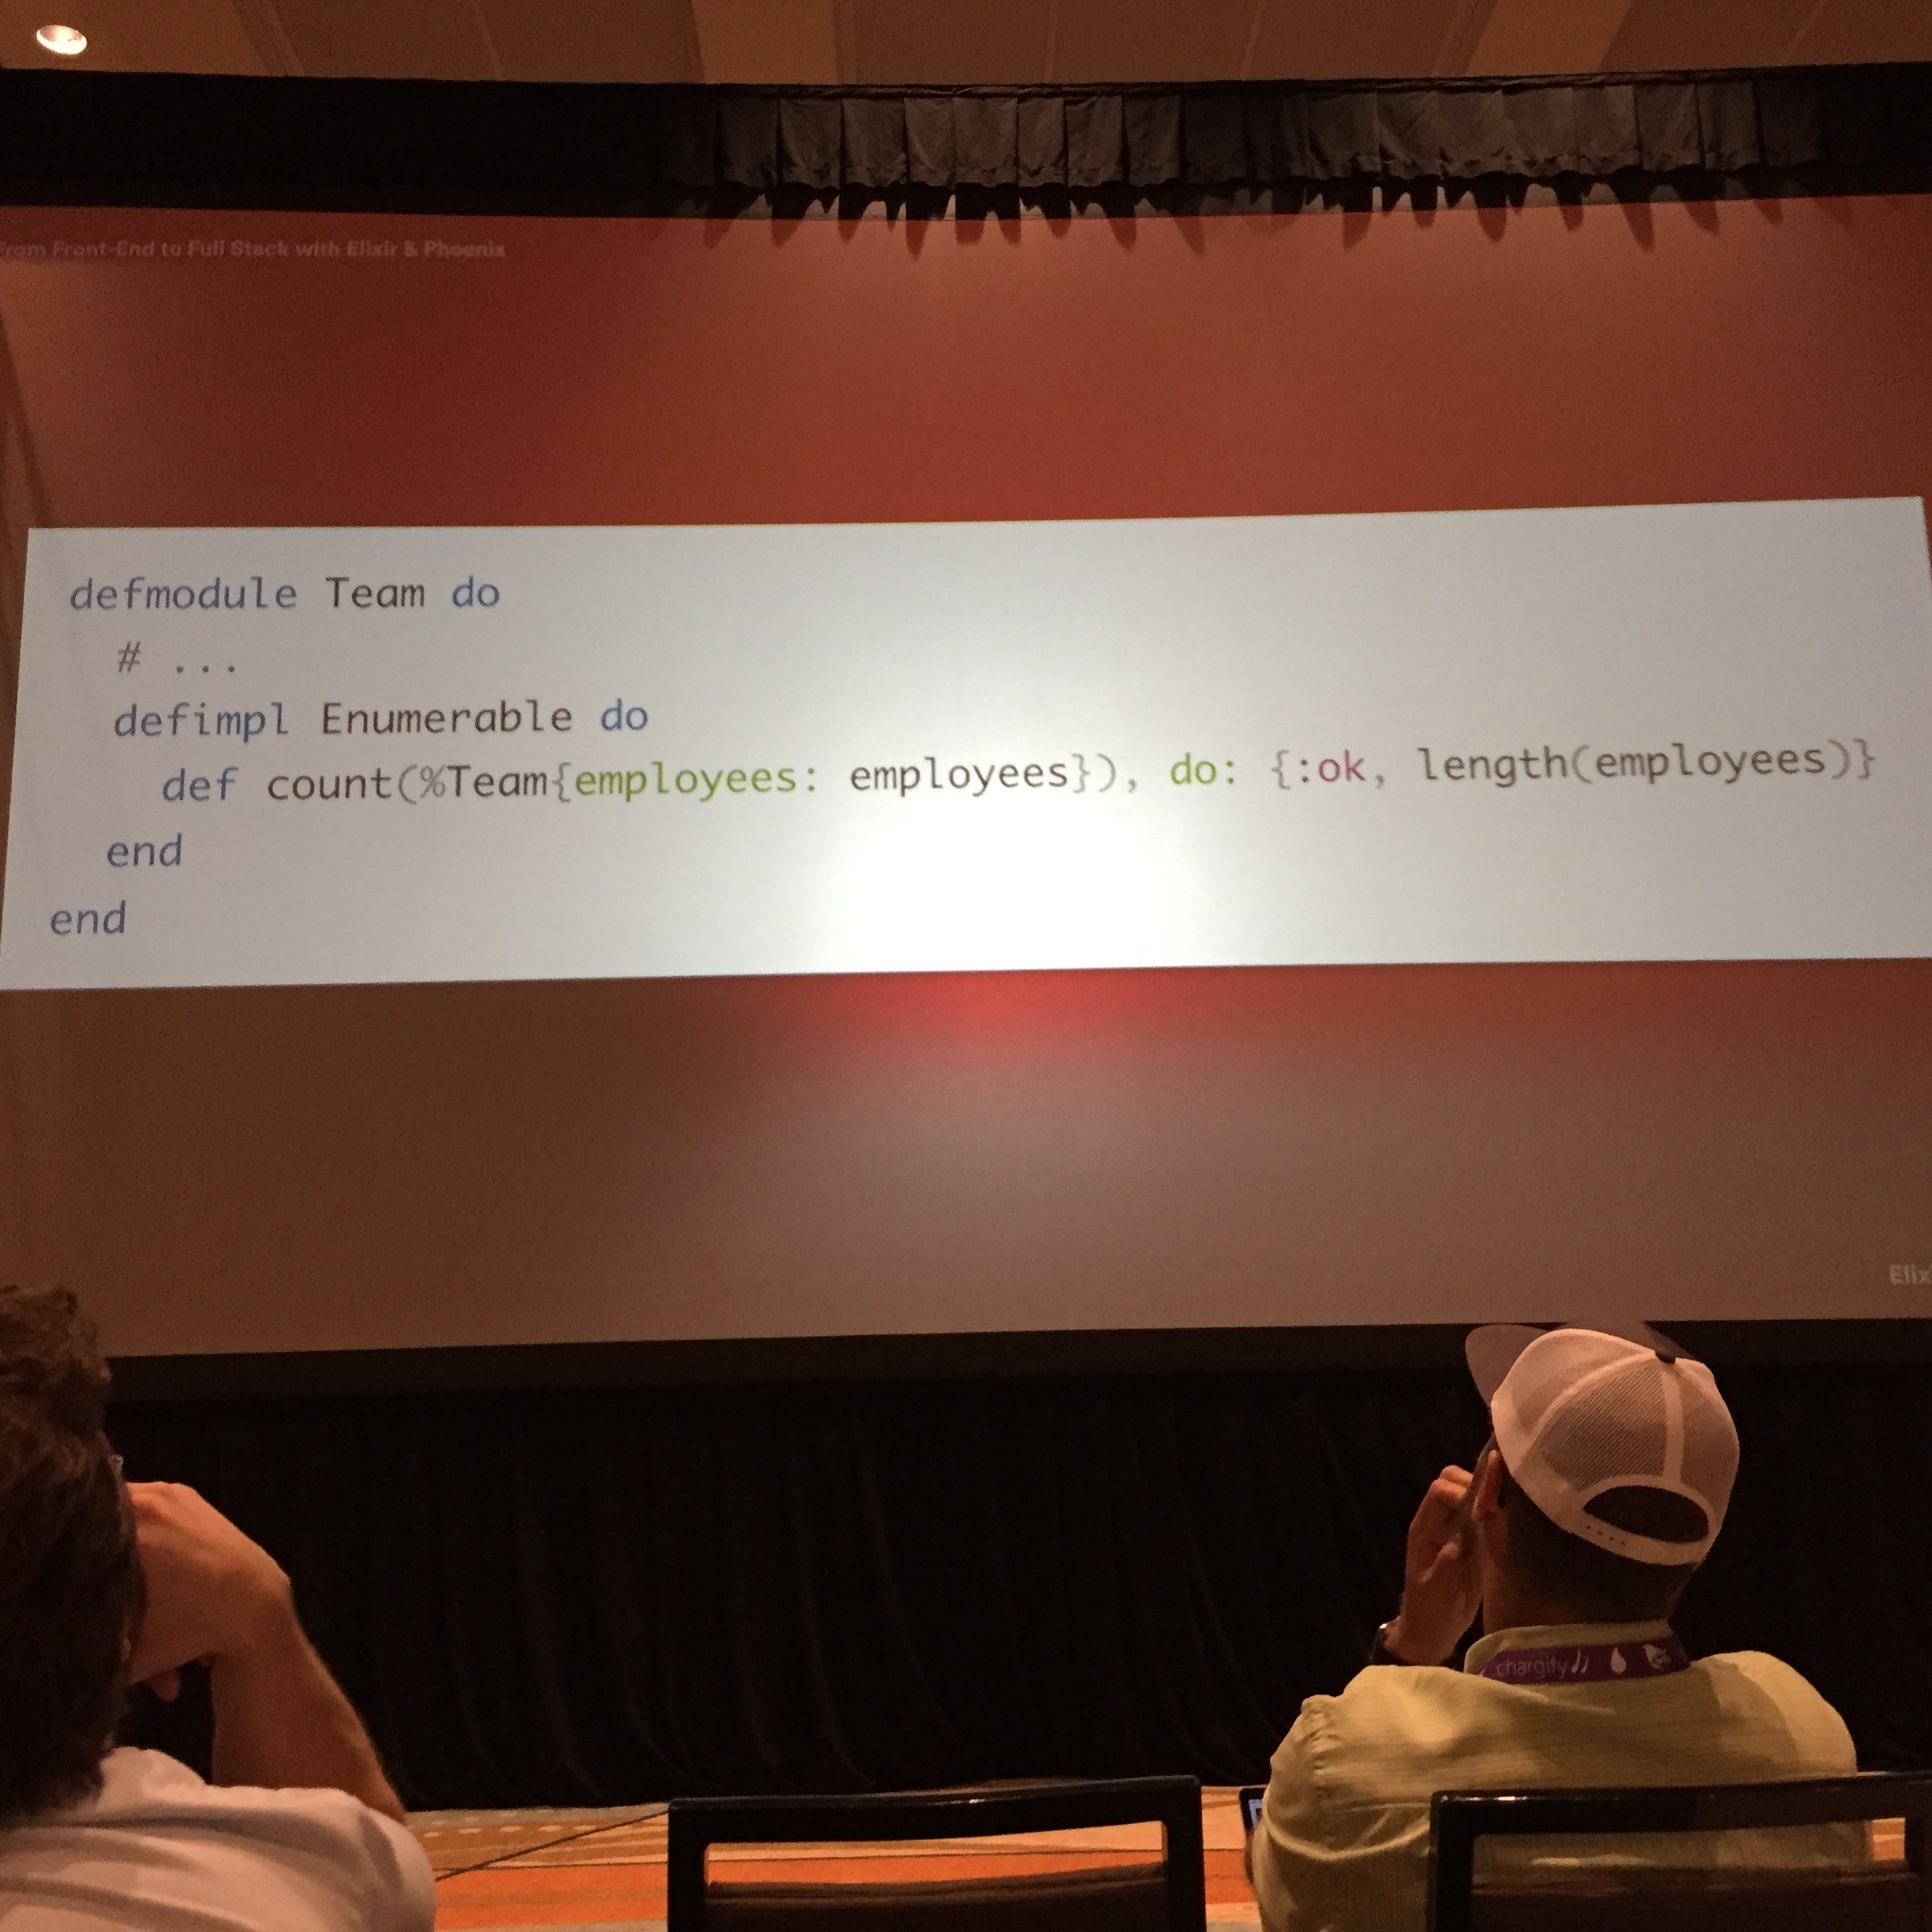 From Front-End to Full Stack with Elixir & Phoenix
defmodule Team do
  # ...
  defimpl Enumerable do
    def count(%Team{employees: employees}), do: {:ok, length(employees)}
  end
end
Elix
chargify